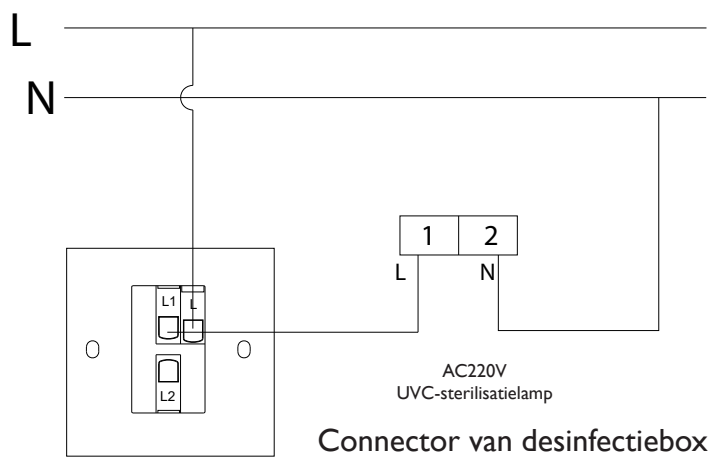 L
N
1 2
L N
L1 L
L2
AC220V
UVC-sterilisatielamp
Connector van desinfectiebox